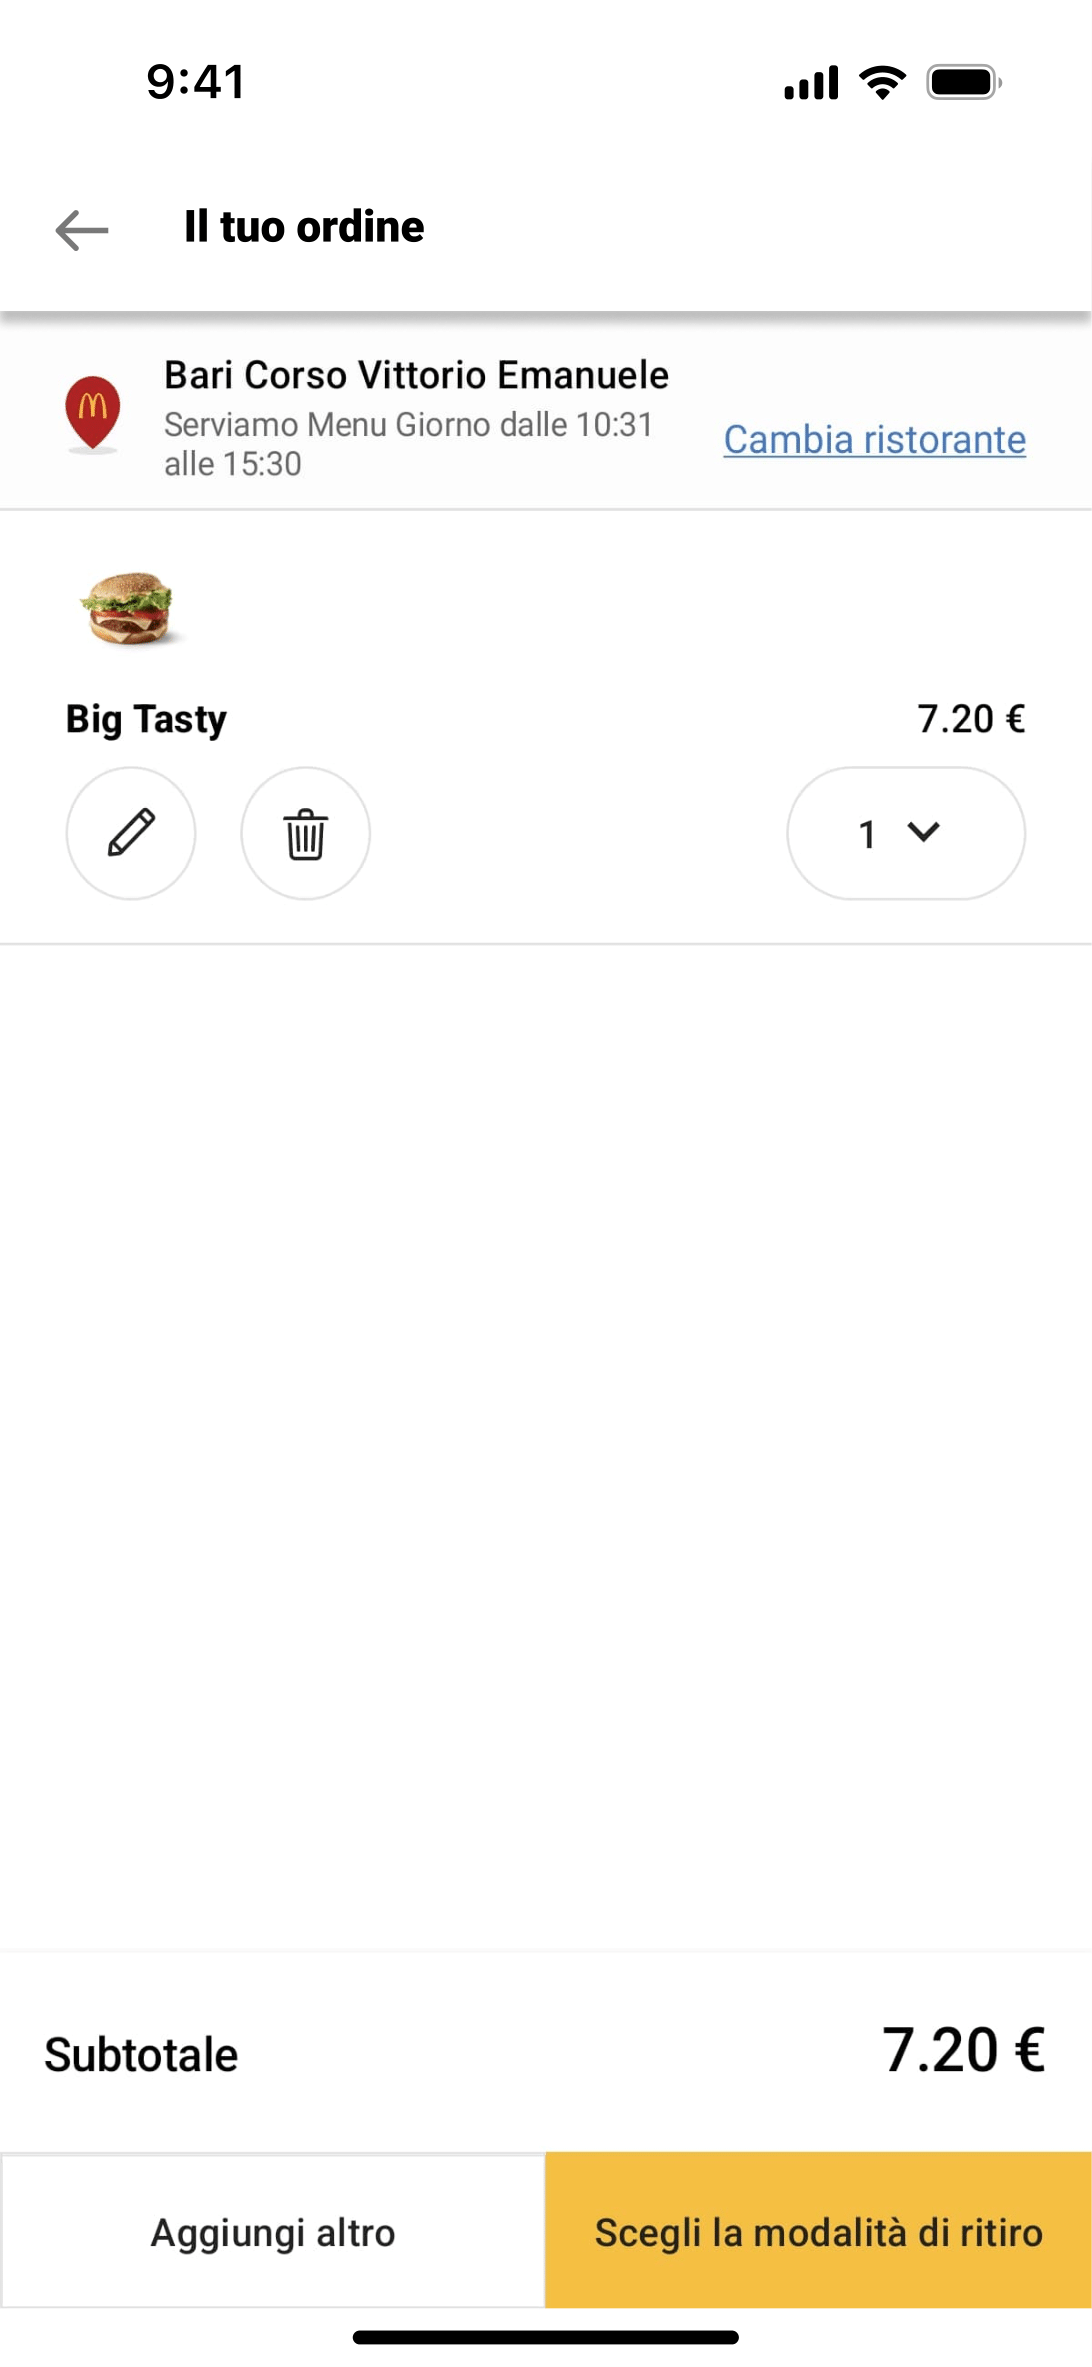 9:41
Il tuo ordine
Bari Corso Vittorio Emanuele
Serviamo Menu Giorno dalle 10:31
alle 15:30
Cambia ristorante
Big Tasty
7.20 €
1
Subtotale
7.20 €
Aggiungi altro
Scegli la modalità di ritiro